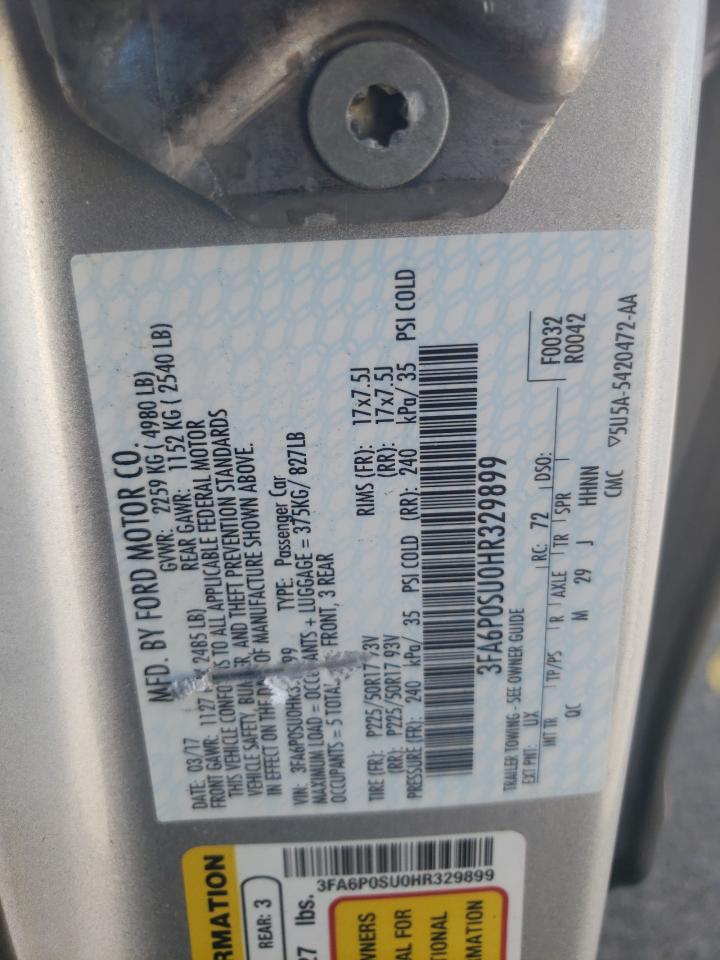 MFD. BY FORD MOTOR CO.
DATE: 03/17 GVWR: 2259 KG ( 4980 LB)
FRONT GAWR: 1127 2485 LB) REAR GAWR: 1152 KG ( 2540 LB)
THIS VEHICLE TO ALL APPLICABLE FEDERAL MOTOR
VEHICLE SAFETY, AND THEFT PREVENTION STANDARDS
IN EFFECT ON THE OF MANUFACTURE SHOWN ABOVE.
VIN: 3FA6P0SU0HR3 99 TYPE: Passenger Car
MAXIMUM LOAD = + LUGGAGE = 375KG/ 827LB
OCCUPANTS = 5 FRONT, 3 REAR
TIRE (FR): P225/50R17 93V RIMS (FR): 17x7.5J
(RR): P225/50R17 93V (RR): 17x7.5J
PRESSURE (FR): 240 kPa/ 35 PSI COLD (RR): 240 kPa/ 35 PSI COLD
3FA6P0SU0HR329899
TRAILER TOWING - SEE OWNER GUIDE
EXT PNT: UX RC: 72 DSO: F0032
R0042
INT TR TP/PS R AXLE TR SPR
QC M 29 J HHNN
CMC ▽5U5A-5420472-AA
RMATION
REAR: 3
27 lbs.
3FA6P0SU0HR329899
WNERS
AL FOR
TIONAL
RMATION